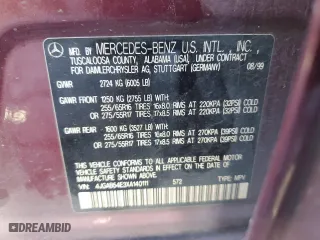 MFR. BY MERCEDES-BENZ U.S. INTL., INC.,
TUSCALOOSA COUNTY, ALABAMA (USA), UNDER CONTRACT
FOR DAIMLERCHRYSLER AG, STUTTGART (GERMANY) 08/99
GVWR 2724 KG (6005 LB)
GAWR FRONT 1250 KG (2755 LB) WITH
255/65R16 TIRES 16x8.0 RIMS AT 220KPA (32PSI) COLD
OR 275/55R17 TIRES 17x8.5 RIMS AT 220KPA (32PSI) COLD
GAWR REAR - 1600 KG (3527 LB) WITH
255/65R16 TIRES 16x8.0 RIMS AT 270KPA (39PSI) COLD
OR 275/55R17 TIRES 17x8.5 RIMS AT 270KPA (39PSI) COLD
THIS VEHICLE CONFORMS TO ALL APPLICABLE FEDERAL MOTOR
VEHICLE SAFETY STANDARDS IN EFFECT ON THE DATE OF
MANUFACTURE SHOWN ABOVE.
VIN: 572 TYPE: MPV